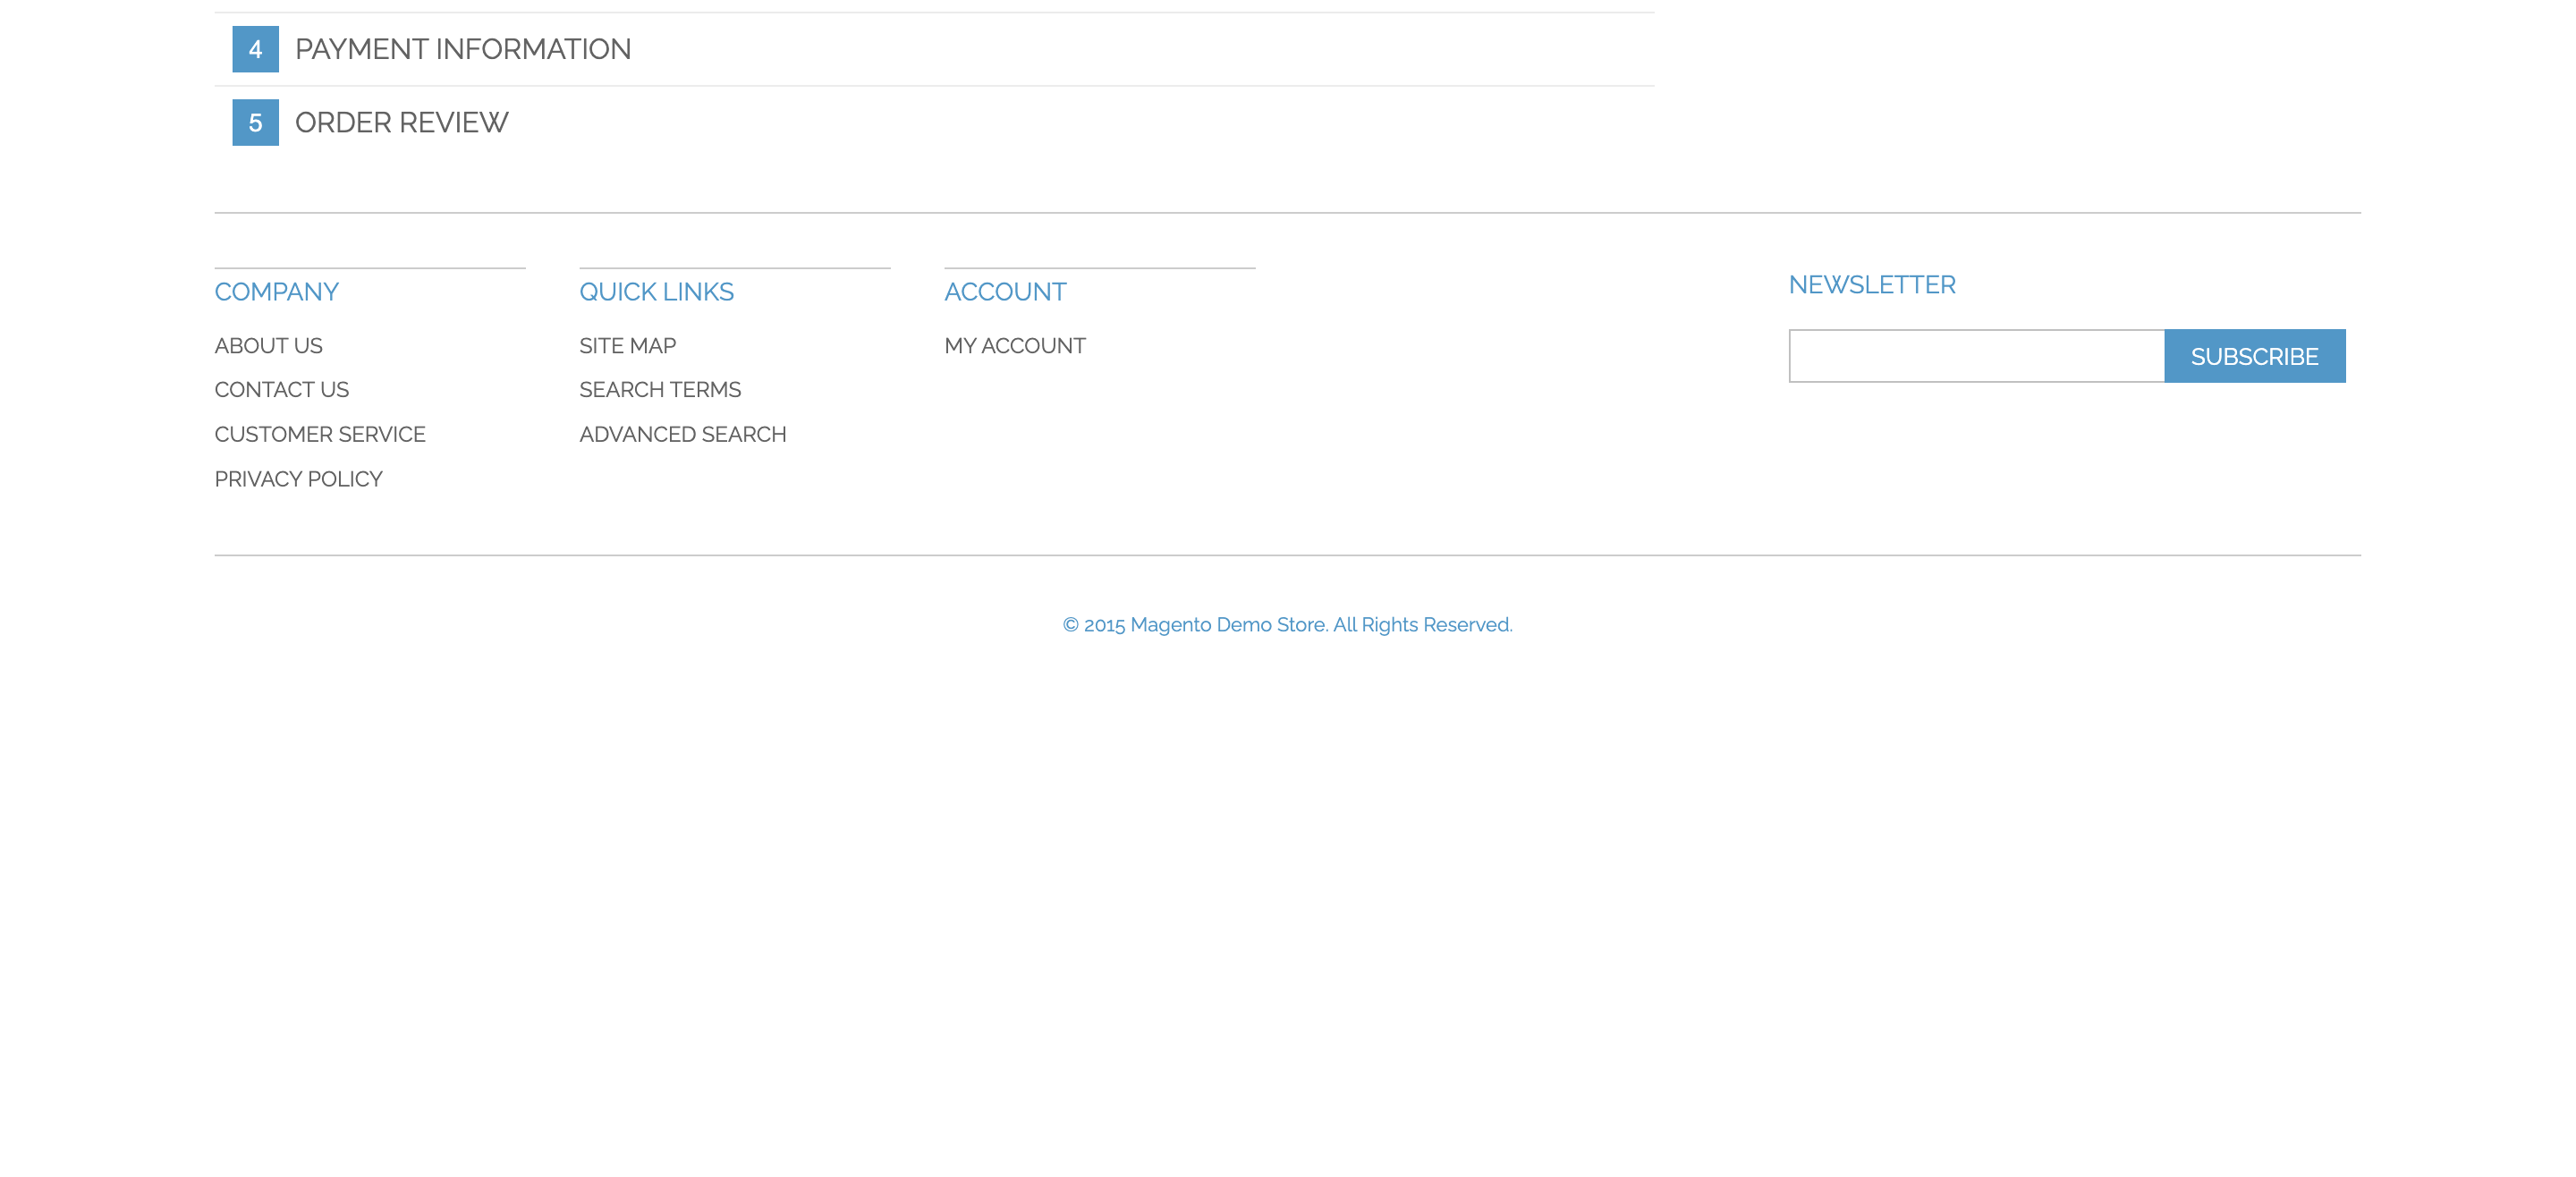 4 PAYMENT INFORMATION
5 ORDER REVIEW
COMPANY
ABOUT US
CONTACT US
CUSTOMER SERVICE
PRIVACY POLICY
QUICK LINKS
SITE MAP
SEARCH TERMS
ADVANCED SEARCH
ACCOUNT
MY ACCOUNT
NEWSLETTER
SUBSCRIBE
© 2015 Magento Demo Store. All Rights Reserved.